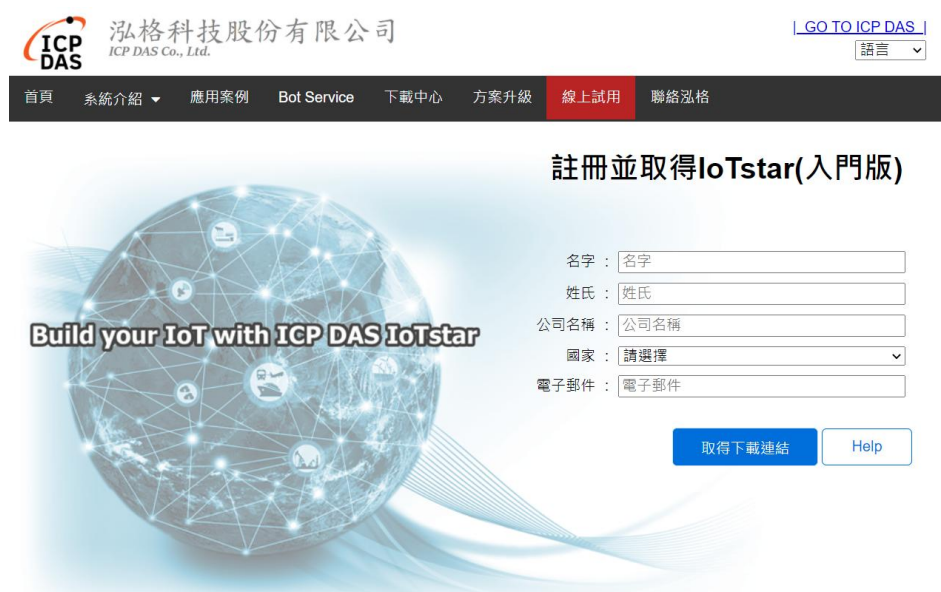 ICP
DAS
泓格科技股份有限公司
ICP DAS Co., Ltd.
| GO TO ICP DAS |
語言
首頁 系統介紹 應用案例 Bot Service 下載中心 方案升級 線上試用 聯絡泓格
註冊並取得IoTstar(入門版)
Build your IoT with ICP DAS IoTstar
名字 : 名字
姓氏 : 姓氏
公司名稱 : 公司名稱
國家 : 請選擇
電子郵件 : 電子郵件
取得下載連結 Help